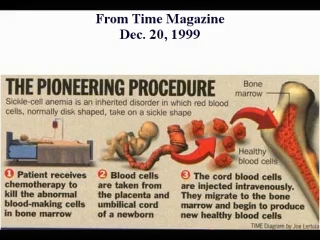 From Time Magazine
Dec. 20, 1999
THE PIONEERING PROCEDURE
Sickle-cell anemia is an inherited disorder in which red blood
cells, normally disk shaped, take on a sickle shape
Bone
marrow
Healthy
blood cells
1 Patient receives
chemotherapy to
kill the abnormal
blood-making cells
in bone marrow
2 Blood cells
are taken from
the placenta and
umbilical cord
of a newborn
3 The cord blood cells
are injected intravenously.
They migrate to the bone
marrow and begin to produce
new healthy blood cells
TIME Diagram by Joe Lertola